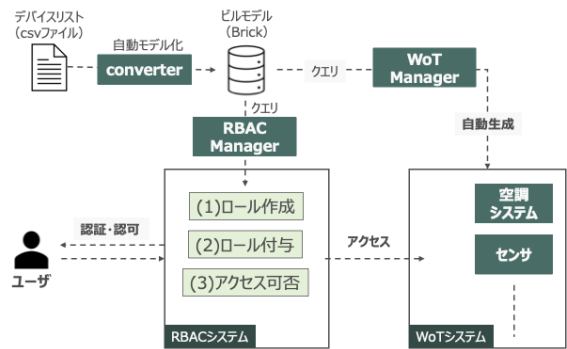 デバイスリスト
（csvファイル）
自動モデル化
converter
ビルモデル
（Brick）
クエリ
WoT
Manager
クエリ
RBAC
Manager
自動生成
(1)ロール作成
(2)ロール付与
(3)アクセス可否
認証・認可
ユーザ
アクセス
空調
システム
センサ
RBACシステム
WoTシステム